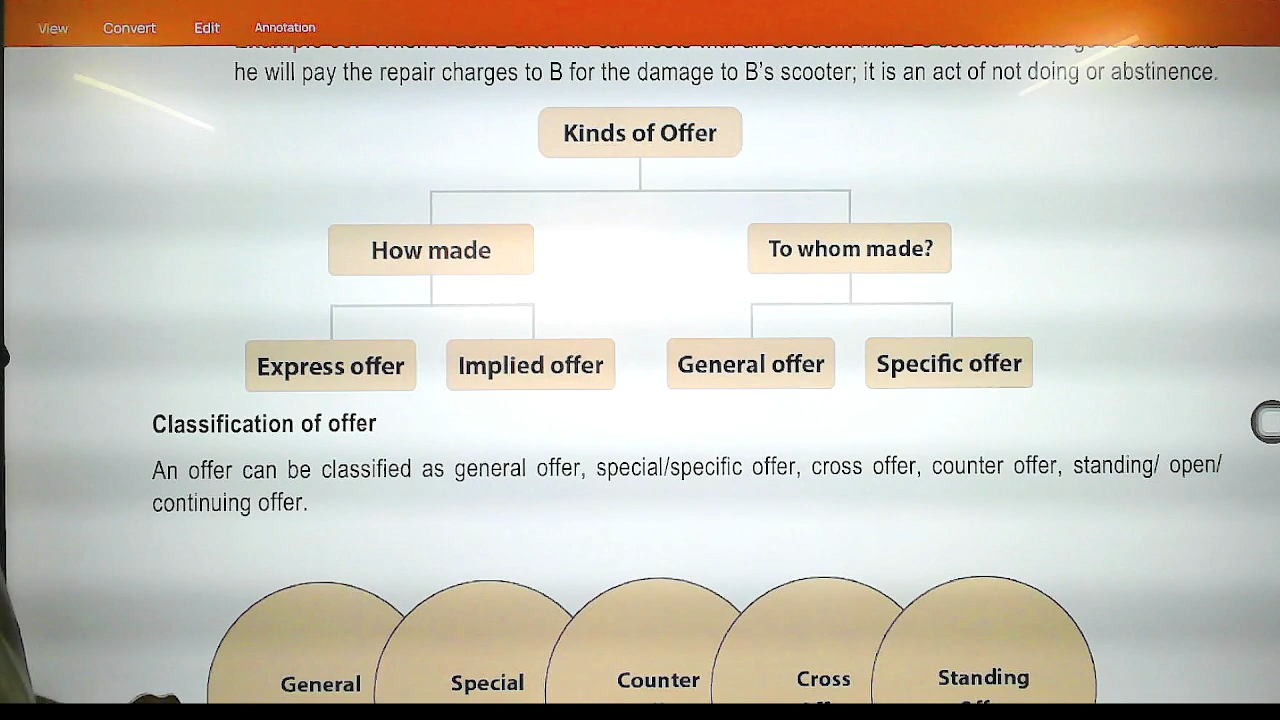 View Convert Edit Annotation
he will pay the repair charges to B for the damage to B's scooter; it is an act of not doing or abstinence.
Kinds of Offer
How made
To whom made?
Express offer
Implied offer
General offer
Specific offer
Classification of offer
An offer can be classified as general offer, special/specific offer, cross offer, counter offer, standing/ open/
continuing offer.
General
Special
Counter
Cross
Standing